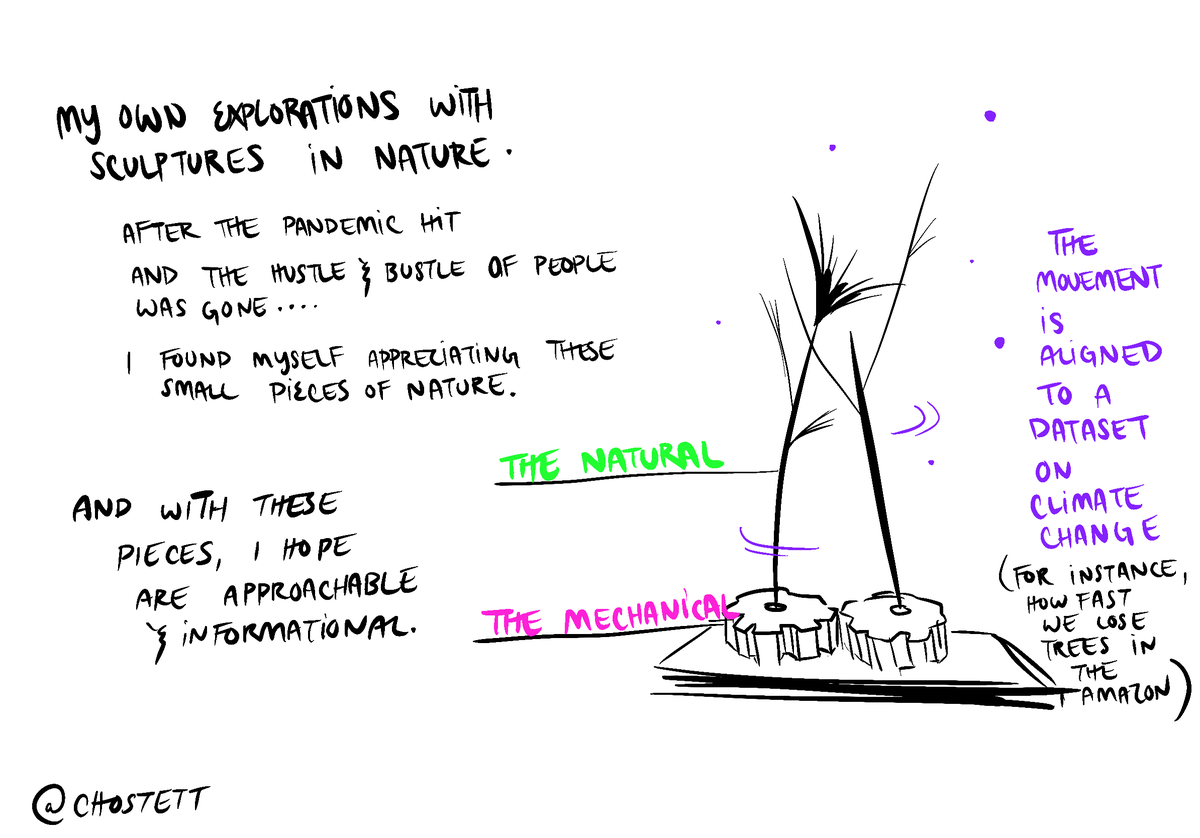 MY OWN EXPLORATIONS WITH
SCULPTURES IN NATURE.
AFTER THE PANDEMIC HIT
AND THE HUSTLE & BUSTLE OF PEOPLE
WAS GONE....
I FOUND MYSELF APPRECIATING THESE
SMALL PIECES OF NATURE.
AND WITH THESE
PIECES, I HOPE
ARE APPROACHABLE
& INFORMATIONAL.
THE NATURAL
THE MECHANICAL
THE
MOVEMENT
IS
ALIGNED
TO A
DATASET
ON
CLIMATE
CHANGE
(FOR INSTANCE,
HOW FAST
WE LOSE
TREES IN
THE
AMAZON)
@CHOSTETT